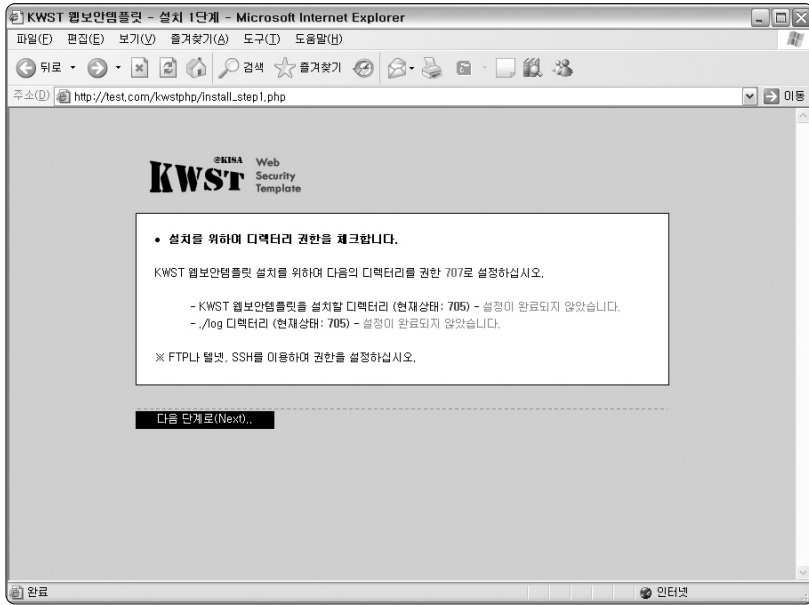 KWST 웹보안템플릿 - 설치 1단계 - Microsoft Internet Explorer
파일(F) 편집(E) 보기(V) 즐겨찾기(A) 도구(T) 도움말(H)
뒤로 검색 즐겨찾기
주소(D) http://test.com/kwstphp/install_step1.php 이동
@KISA
KWST Web Security Template
• 설치를 위하여 디렉터리 권한을 체크합니다.
KWST 웹보안템플릿 설치를 위하여 다음의 디렉터리를 권한 707로 설정하십시오.
- KWST 웹보안템플릿을 설치할 디렉터리 (현재상태: 705) - 설정이 완료되지 않았습니다.
- ./log 디렉터리 (현재상태: 705) - 설정이 완료되지 않았습니다.
※ FTP나 텔넷, SSH를 이용하여 권한을 설정하십시오.
다음 단계로(Next)..
완료 인터넷